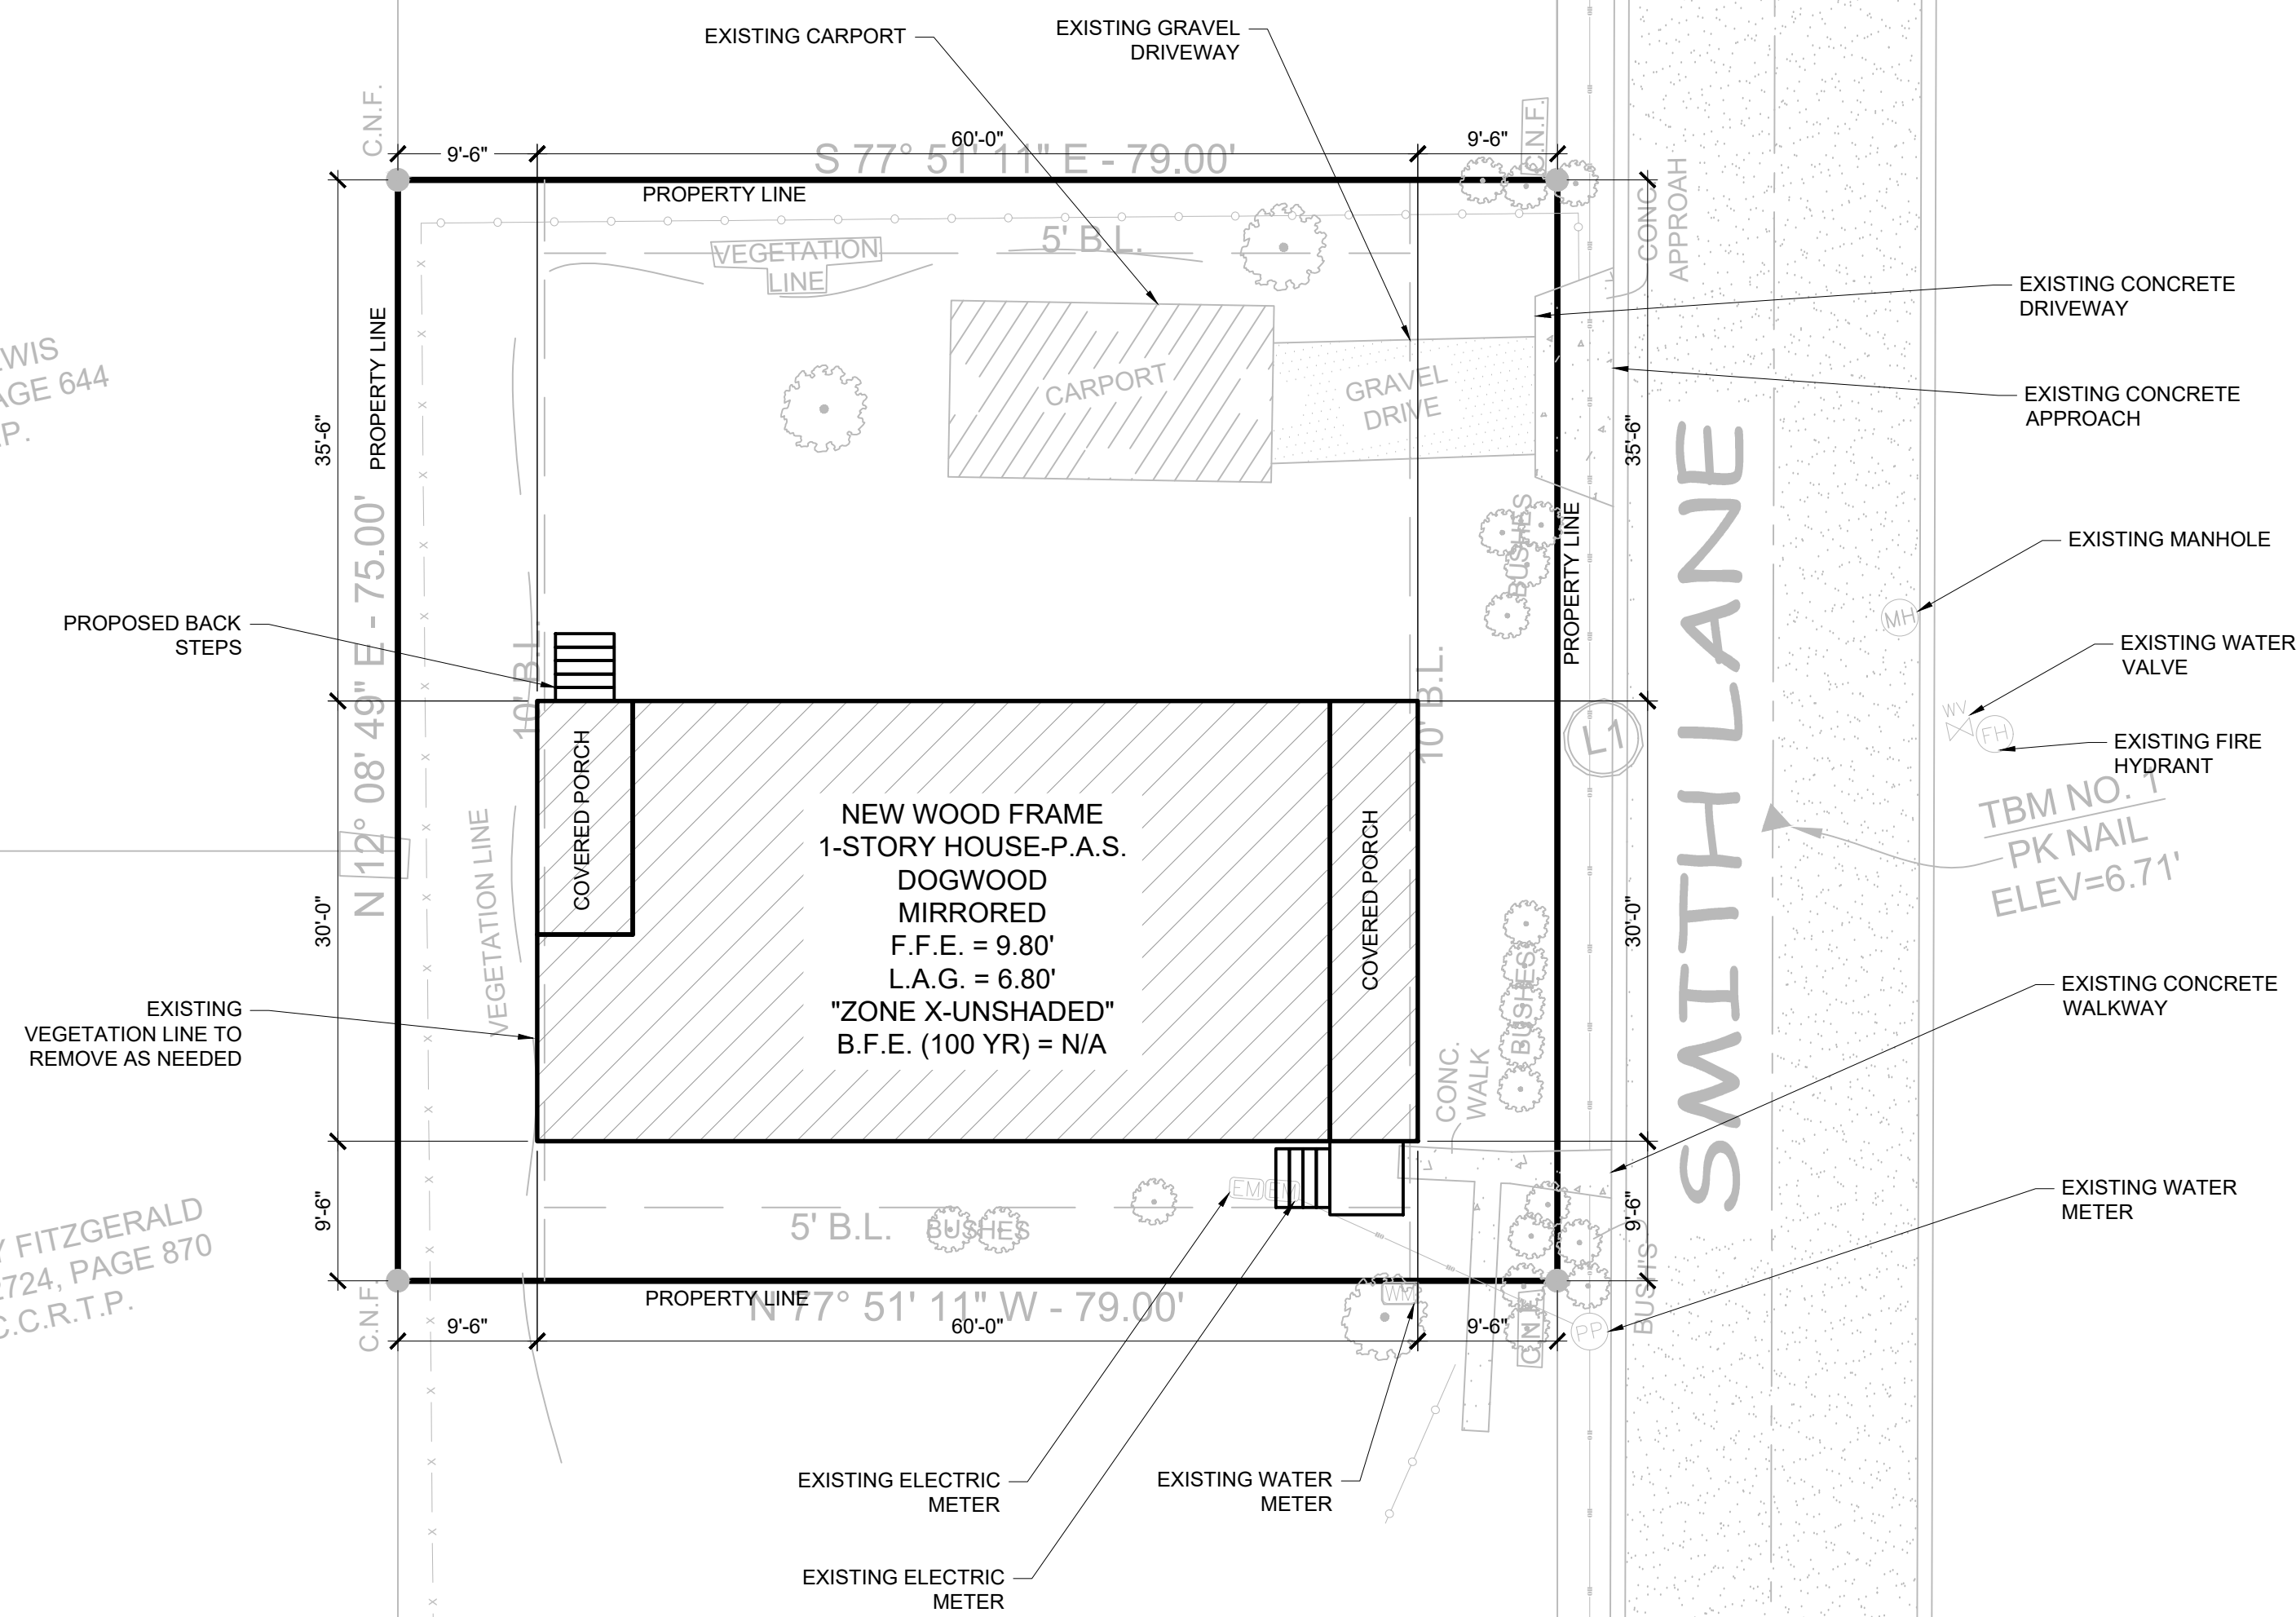 EXISTING CARPORT
EXISTING GRAVEL
DRIVEWAY
C.N.F.
C.N.F.
9'-6"
60'-0"
9'-6"
S 77° 51' 11" E - 79.00'
PROPERTY LINE
CONC.
APPROAH
VEGETATION
LINE
5' B.L.
EXISTING CONCRETE
DRIVEWAY
PROPERTY LINE
AGE 644
CARPORT
GRAVEL
DRIVE
EXISTING CONCRETE
APPROACH
35'-6"
35'-6"
SMITH LANE
N 12° 08' 49" E - 75.00'
BUSHES
PROPERTY LINE
EXISTING MANHOLE
MH
PROPOSED BACK
STEPS
10' B.L.
10' B.L.
EXISTING WATER
VALVE
WV
FH
L1
EXISTING FIRE
HYDRANT
TBM NO. 1
PK NAIL
ELEV=6.71'
COVERED PORCH
NEW WOOD FRAME
1-STORY HOUSE-P.A.S.
DOGWOOD
MIRRORED
F.F.E. = 9.80'
L.A.G. = 6.80'
"ZONE X-UNSHADED"
B.F.E. (100 YR) = N/A
COVERED PORCH
VEGETATION LINE
30'-0"
30'-0"
BUSHES
EXISTING CONCRETE
WALKWAY
EXISTING
VEGETATION LINE TO
REMOVE AS NEEDED
CONC.
WALK
EM
EM
EXISTING WATER
METER
9'-6"
9'-6"
5' B.L.
BUSHES
FITZGERALD
724, PAGE 870
C.C.R.T.P.
BUSH'S
C.N.F.
PROPERTY LINE
N 77° 51' 11" W - 79.00'
C.N.F.
PP
9'-6"
60'-0"
9'-6"
EXISTING ELECTRIC
METER
EXISTING WATER
METER
EXISTING ELECTRIC
METER